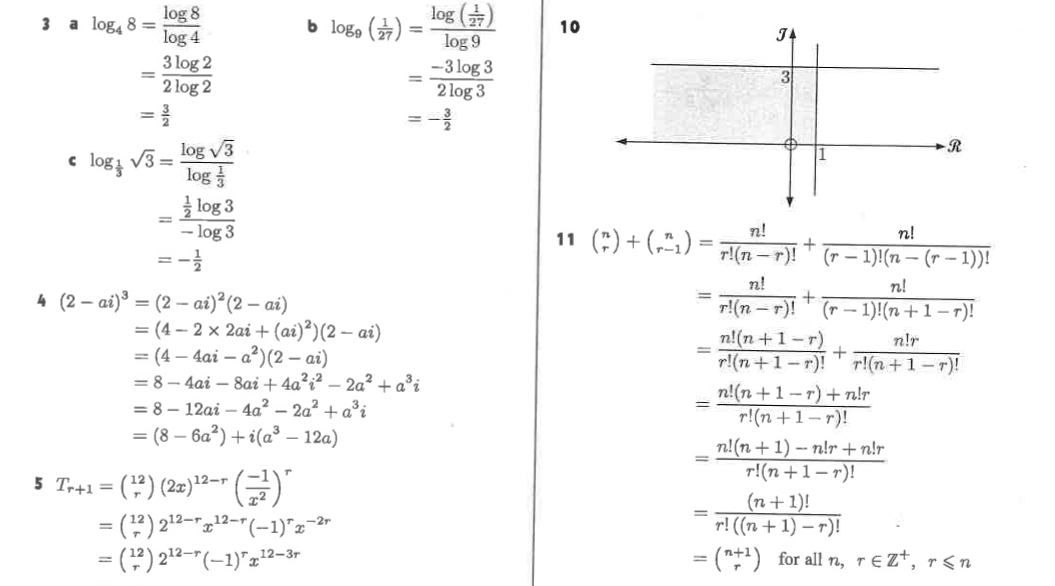 3 a log₄ 8 = log 8 / log 4
= 3 log 2 / 2 log 2
= 3/2
b log₉ (1/27) = log (1/27) / log 9
= −3 log 3 / 2 log 3
= −3/2
c log_{1/3} √3 = log √3 / log 1/3
= ½ log 3 / − log 3
= −½
4 (2 − ai)³ = (2 − ai)²(2 − ai)
= (4 − 2 × 2ai + (ai)²)(2 − ai)
= (4 − 4ai − a²)(2 − ai)
= 8 − 4ai − 8ai + 4a²i² − 2a² + a³i
= 8 − 12ai − 4a² − 2a² + a³i
= (8 − 6a²) + i(a³ − 12a)
5 T_{r+1} = (12 r) (2x)^{12−r} (−1 / x²)^r
= (12 r) 2^{12−r} x^{12−r} (−1)^r x^{−2r}
= (12 r) 2^{12−r} (−1)^r x^{12−3r}
10
ℐ
3
ℛ
1
11 (n r) + (n r−1) = n! / r!(n − r)! + n! / (r − 1)!(n − (r − 1))!
= n! / r!(n − r)! + n! / (r − 1)!(n + 1 − r)!
= n!(n + 1 − r) / r!(n + 1 − r)! + n!r / r!(n + 1 − r)!
= n!(n + 1 − r) + n!r / r!(n + 1 − r)!
= n!(n + 1) − n!r + n!r / r!(n + 1 − r)!
= (n + 1)! / r! ((n + 1) − r)!
= (n+1 r) for all n, r ∈ ℤ⁺, r ⩽ n